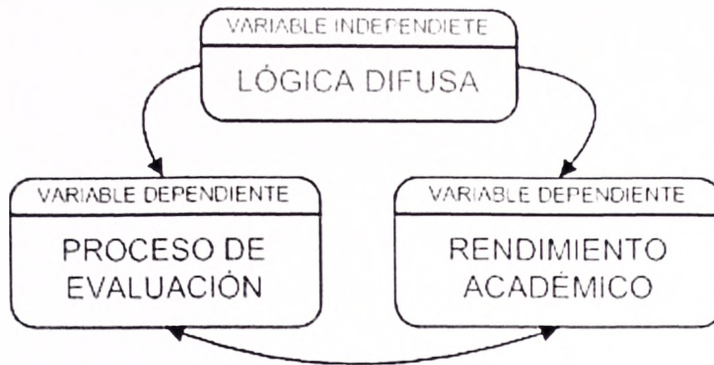 VARIABLE INDEPENDIETE
LÓGICA DIFUSA
VARIABLE DEPENDIENTE
PROCESO DE
EVALUACIÓN
VARIABLE DEPENDIENTE
RENDIMIENTO
ACADÉMICO